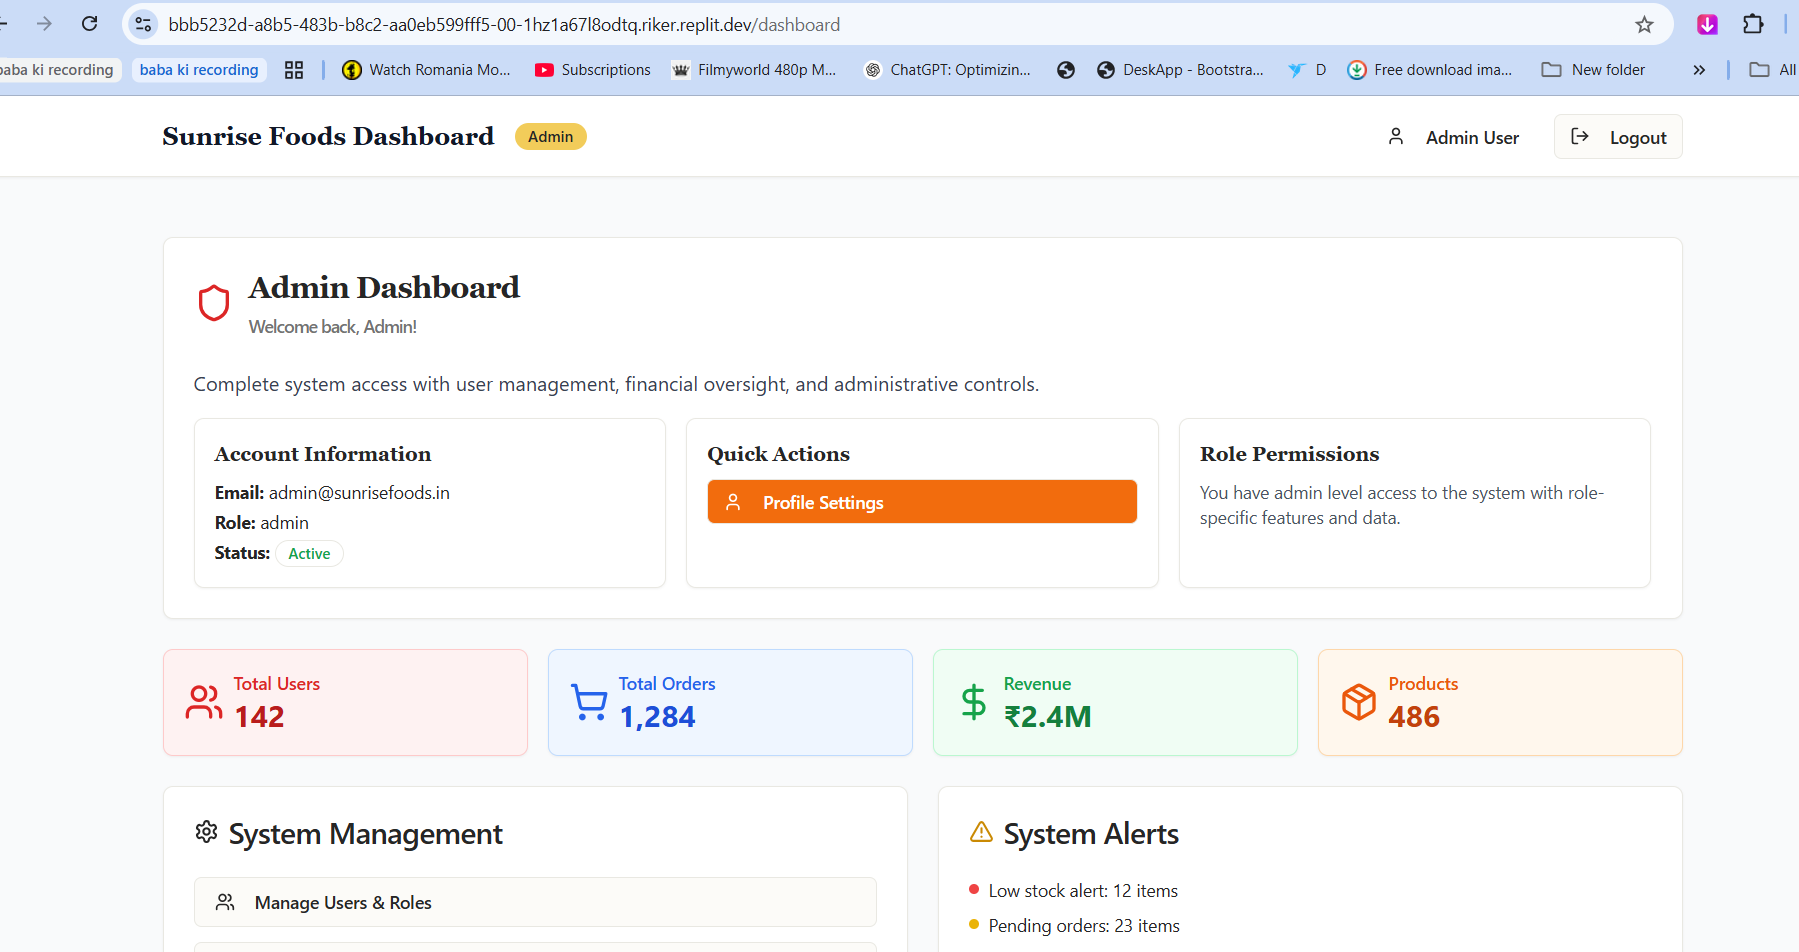 bbb5232d-a8b5-483b-b8c2-aa0eb599fff5-00-1hz1a67l8odtq.riker.replit.dev/dashboard
baba ki recording
baba ki recording
Watch Romania Mo...
Subscriptions
Filmyworld 480p M...
ChatGPT: Optimizin...
DeskApp - Bootstra...
D
Free download ima...
New folder
All
Sunrise Foods Dashboard
Admin
Admin User
Logout
Admin Dashboard
Welcome back, Admin!
Complete system access with user management, financial oversight, and administrative controls.
Account Information
Email: admin@sunrisefoods.in
Role: admin
Status: Active
Quick Actions
Profile Settings
Role Permissions
You have admin level access to the system with role-
specific features and data.
Total Users
142
Total Orders
1,284
Revenue
₹2.4M
Products
486
System Management
Manage Users & Roles
System Alerts
Low stock alert: 12 items
Pending orders: 23 items